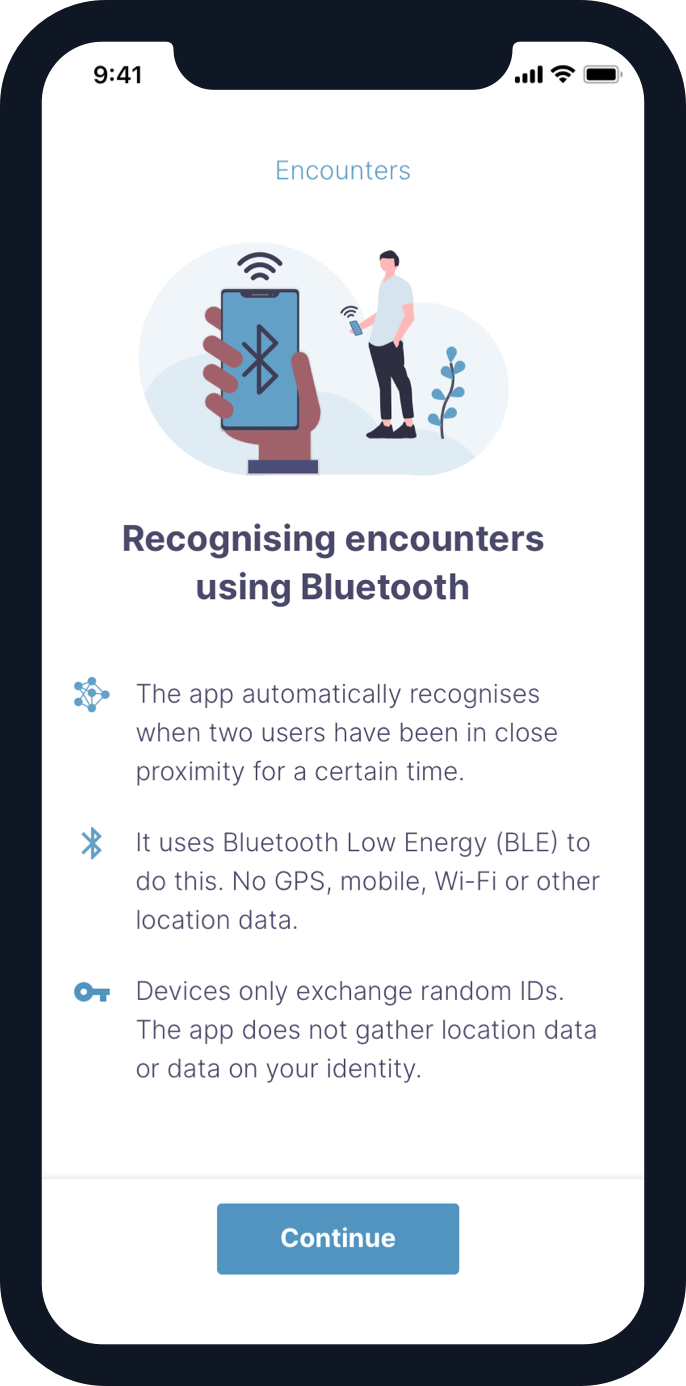 9:41
Encounters
Recognising encounters
using Bluetooth
The app automatically recognises
when two users have been in close
proximity for a certain time.
It uses Bluetooth Low Energy (BLE) to
do this. No GPS, mobile, Wi-Fi or other
location data.
Devices only exchange random IDs.
The app does not gather location data
or data on your identity.
Continue